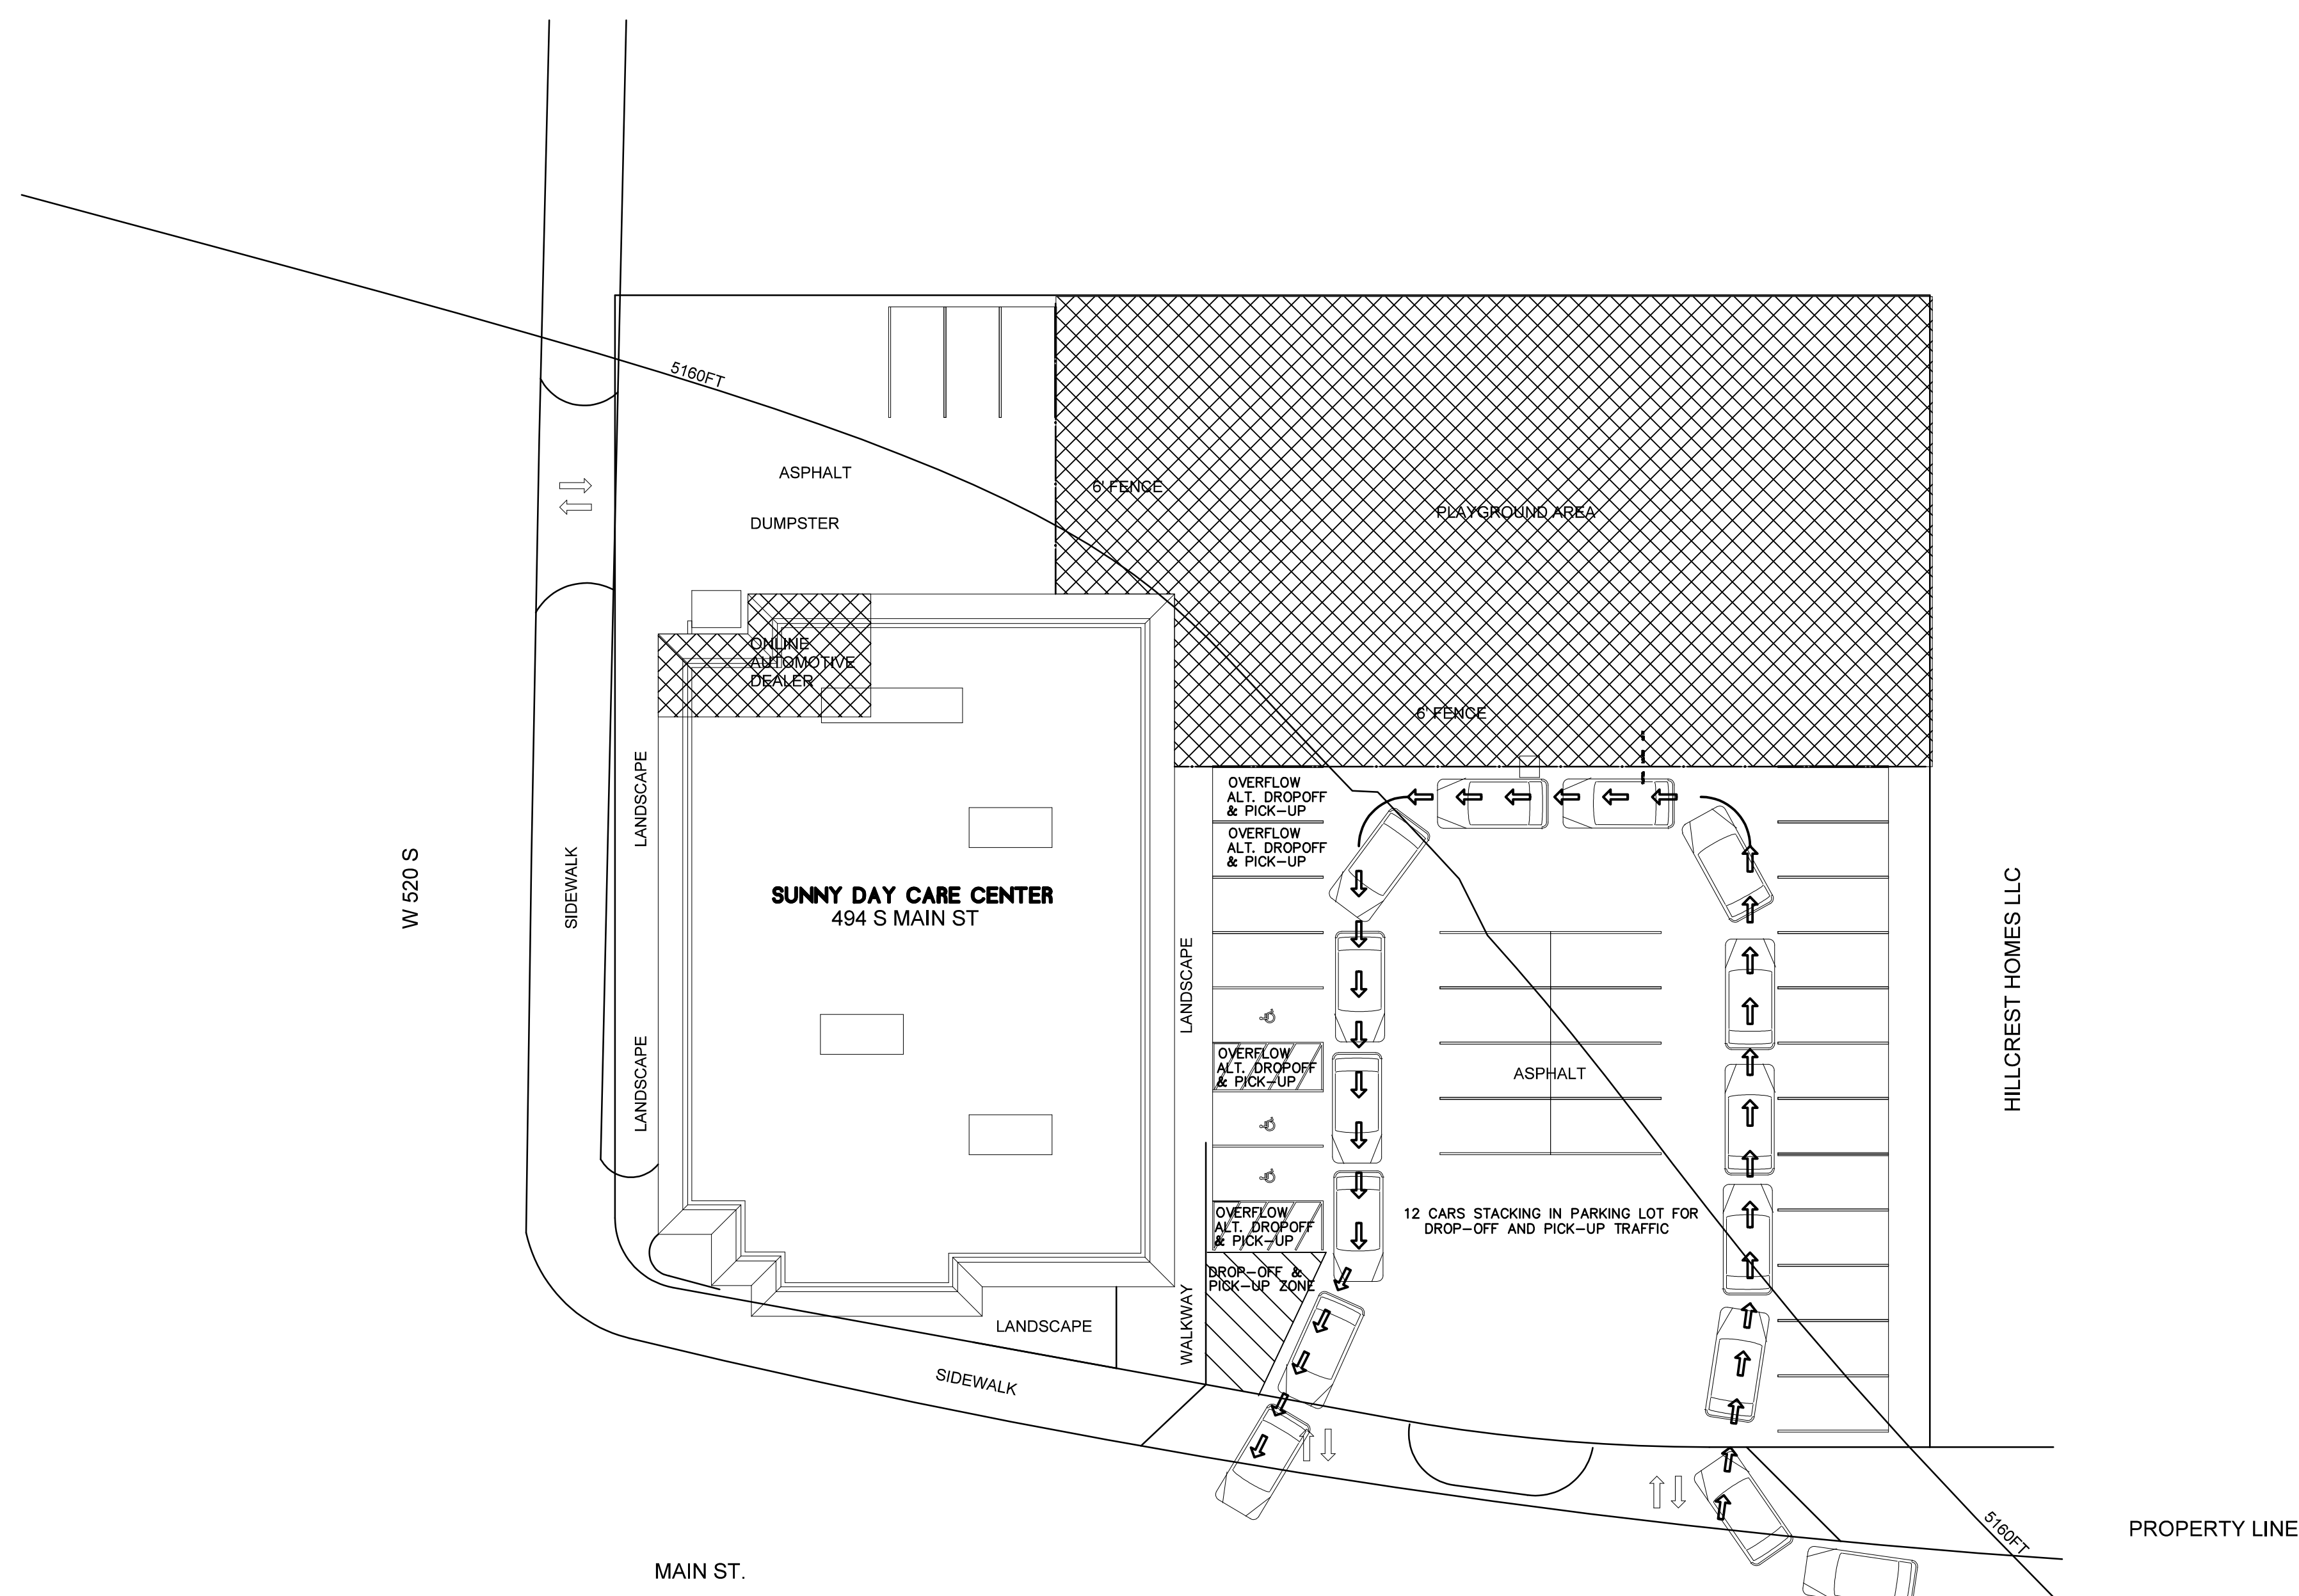 5160FT
ASPHALT
DUMPSTER
6' FENCE
PLAYGROUND AREA
ONLINE
AUTOMOTIVE
DEALER
6' FENCE
LANDSCAPE
OVERFLOW
ALT. DROPOFF
& PICK-UP
OVERFLOW
ALT. DROPOFF
& PICK-UP
W 520 S
SIDEWALK
SUNNY DAY CARE CENTER
494 S MAIN ST
LANDSCAPE
HILLCREST HOMES LLC
LANDSCAPE
OVERFLOW
ALT. DROPOFF
& PICK-UP
ASPHALT
OVERFLOW
ALT. DROPOFF
& PICK-UP
12 CARS STACKING IN PARKING LOT FOR
DROP-OFF AND PICK-UP TRAFFIC
DROP-OFF &
PICK-UP ZONE
WALKWAY
LANDSCAPE
SIDEWALK
5160FT
PROPERTY LINE
MAIN ST.